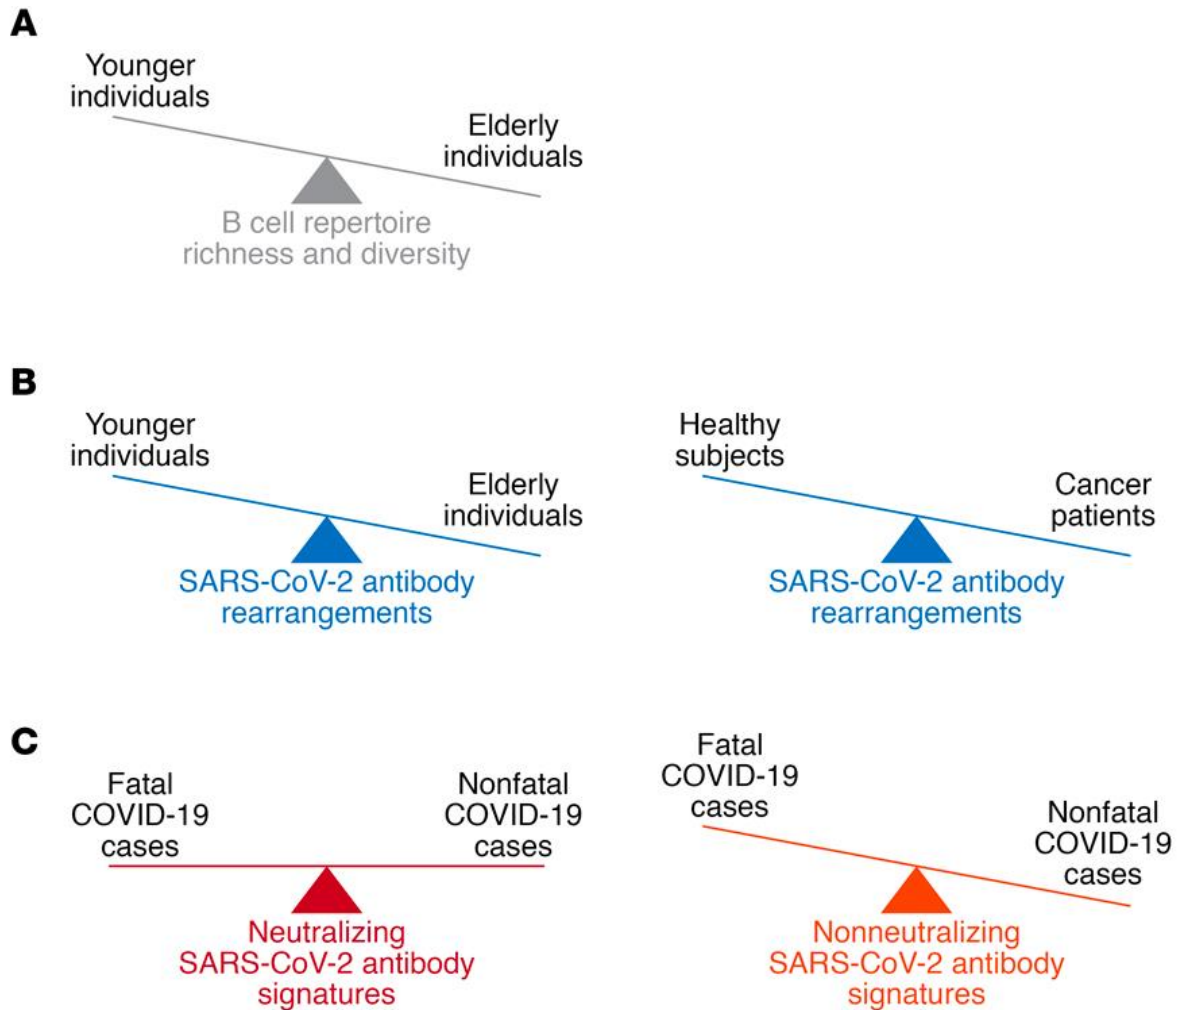 A
Younger
individuals
Elderly
individuals
B cell repertoire
richness and diversity
B
Younger
individuals
Elderly
individuals
SARS-CoV-2 antibody
rearrangements
Healthy
subjects
Cancer
patients
SARS-CoV-2 antibody
rearrangements
C
Fatal
COVID-19
cases
Nonfatal
COVID-19
cases
Neutralizing
SARS-CoV-2 antibody
signatures
Fatal
COVID-19
cases
Nonfatal
COVID-19
cases
Nonneutralizing
SARS-CoV-2 antibody
signatures